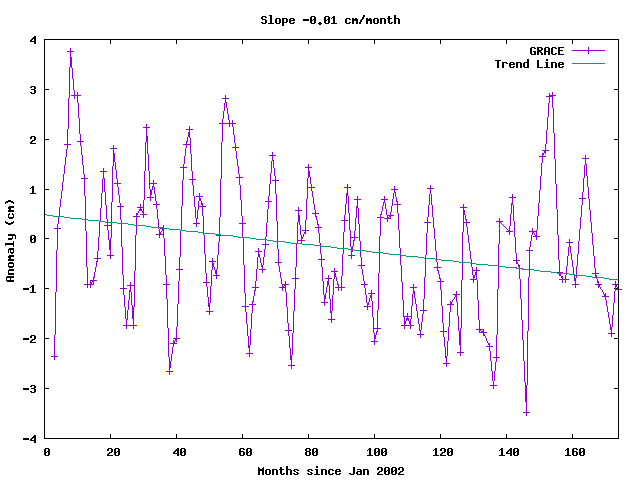 Slope -0.01 cm/month
GRACE
Trend Line
4
3
2
1
0
-1
-2
-3
-4
Anomaly (cm)
0 20 40 60 80 100 120 140 160
Months since Jan 2002